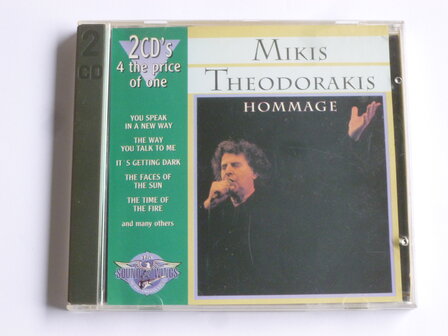 2
CD
2CD's
4 the price
of one
YOU SPEAK
IN A NEW WAY
THE WAY
YOU TALK TO ME
IT'S GETTING DARK
THE FACES OF
THE SUN
THE TIME OF
THE FIRE
and many others
SOUND WINGS
MIKIS
THEODORAKIS
HOMMAGE